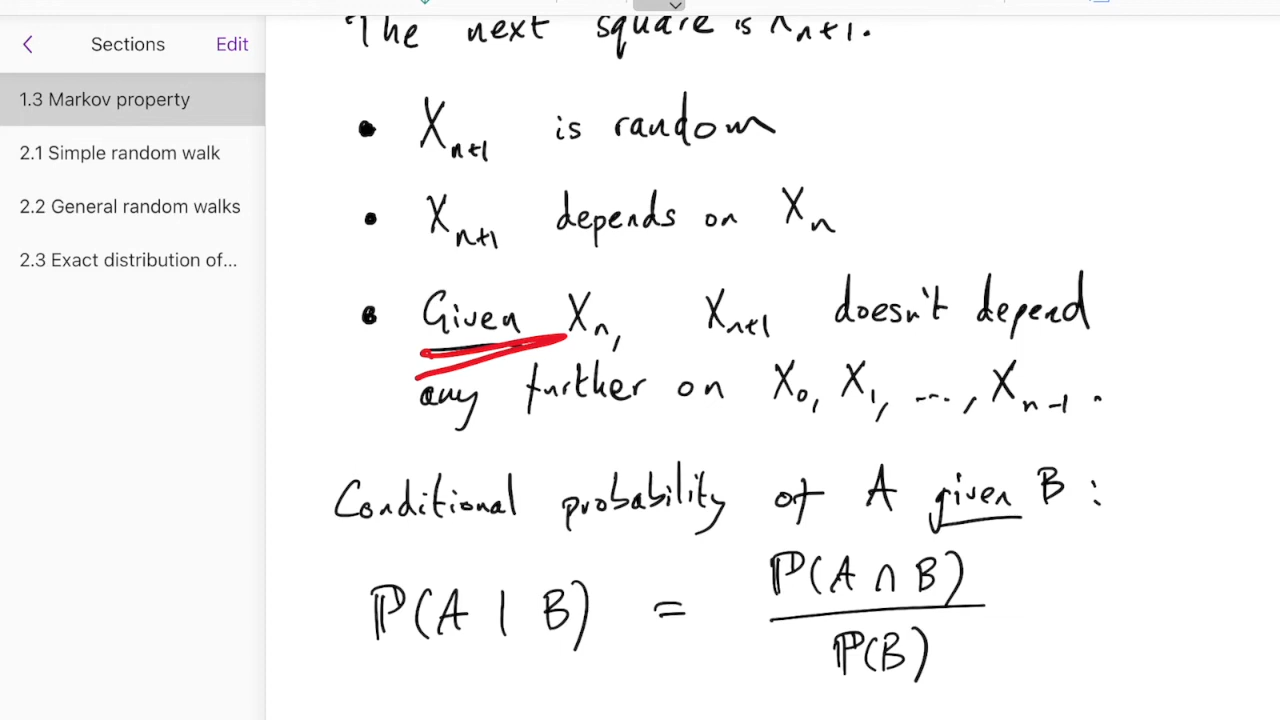 Sections
Edit
1.3 Markov property
2.1 Simple random walk
2.2 General random walks
2.3 Exact distribution of...
The next square is Xₙ₊₁.
• Xₙ₊₁ is random
• Xₙ₊₁ depends on Xₙ
• Given Xₙ, Xₙ₊₁ doesn't depend
any further on X₀, X₁, ..., Xₙ₋₁.
Conditional probability of A given B:
ℙ(A | B) = ℙ(A ∩ B)
ℙ(B)